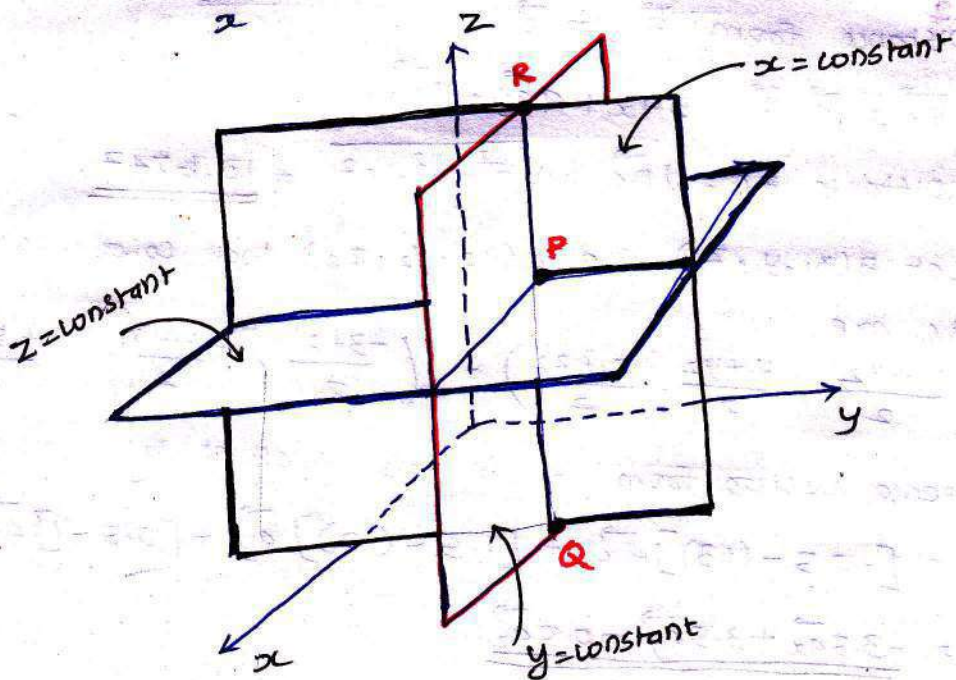 x
Z
R
x = constant
P
Z = constant
y
Q
x
y = constant